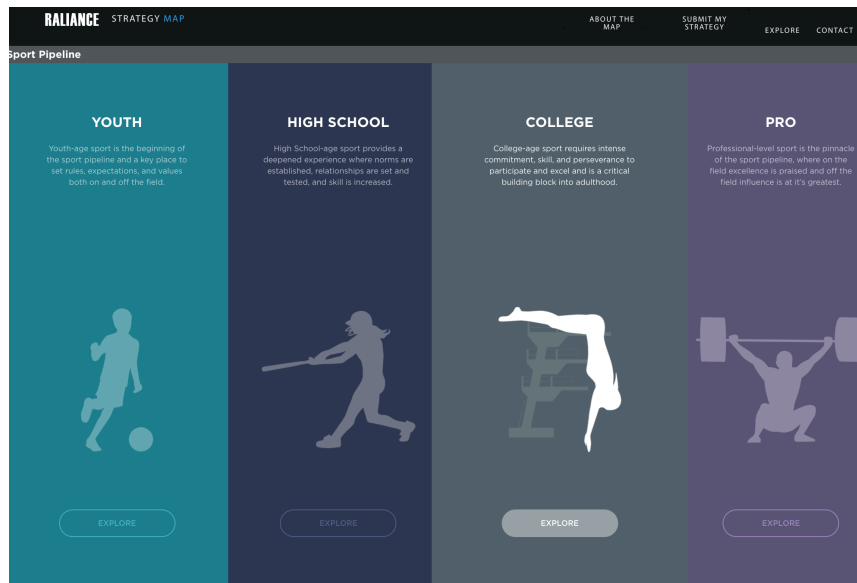 RALIANCE STRATEGY MAP
ABOUT THE
MAP
SUBMIT MY
STRATEGY
EXPLORE
CONTACT
Sport Pipeline
YOUTH
Youth-age sport is the beginning of
the sport pipeline and a key place to
set rules, expectations, and values
both on and off the field.
EXPLORE
HIGH SCHOOL
High School-age sport provides a
deepened experience where norms are
established, relationships are set and
tested, and skill is increased.
EXPLORE
COLLEGE
College-age sport requires intense
commitment, skill, and perseverance to
participate and excel and is a critical
building block into adulthood.
EXPLORE
PRO
Professional-level sport is the pinnacle
of the sport pipeline, where on the
field excellence is praised and off the
field influence is at it's greatest.
EXPLORE